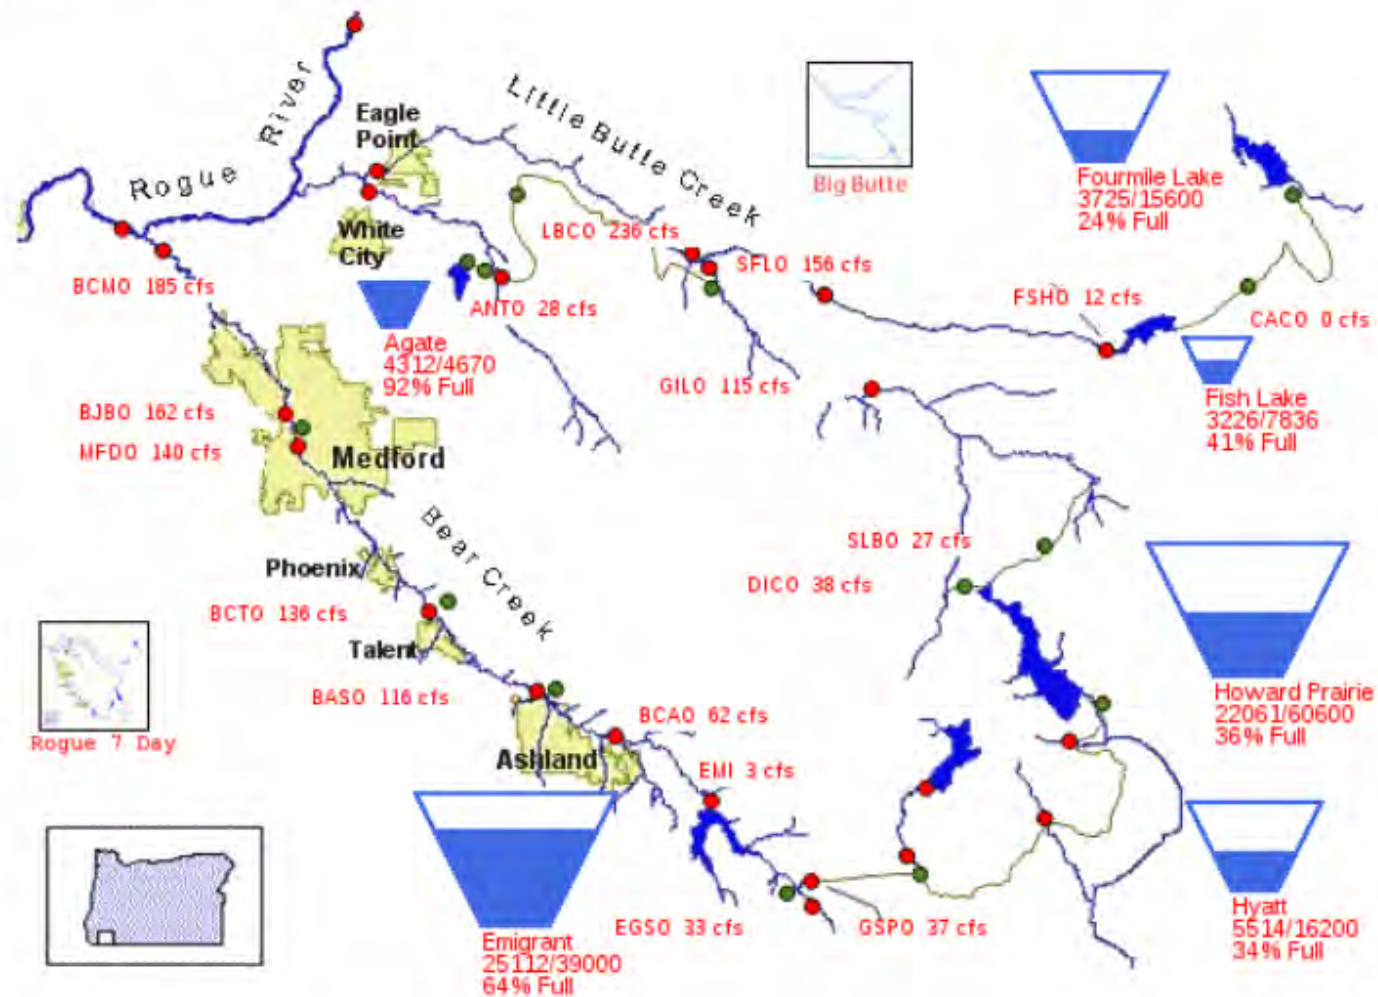 Rogue River
Eagle
Point
Little Butte Creek
Big Butte
Fourmile Lake
3725/15600
24% Full
White
City
LBCO 236 cfs
SFLO 156 cfs
BCMO 185 cfs
ANTO 28 cfs
FSHO 12 cfs
CACO 0 cfs
Agate
4312/4670
92% Full
GILO 115 cfs
Fish Lake
3226/7836
41% Full
BJBO 162 cfs
MFDO 140 cfs
Medford
Bear Creek
SLBO 27 cfs
DICO 38 cfs
Phoenix
BCTO 136 cfs
Talent
BASO 116 cfs
BCAO 62 cfs
Howard Prairie
22061/60600
36% Full
Rogue 7 Day
Ashland
EMI 3 cfs
EGSO 33 cfs
GSPO 37 cfs
Hyatt
5514/16200
34% Full
Emigrant
25112/39000
64% Full